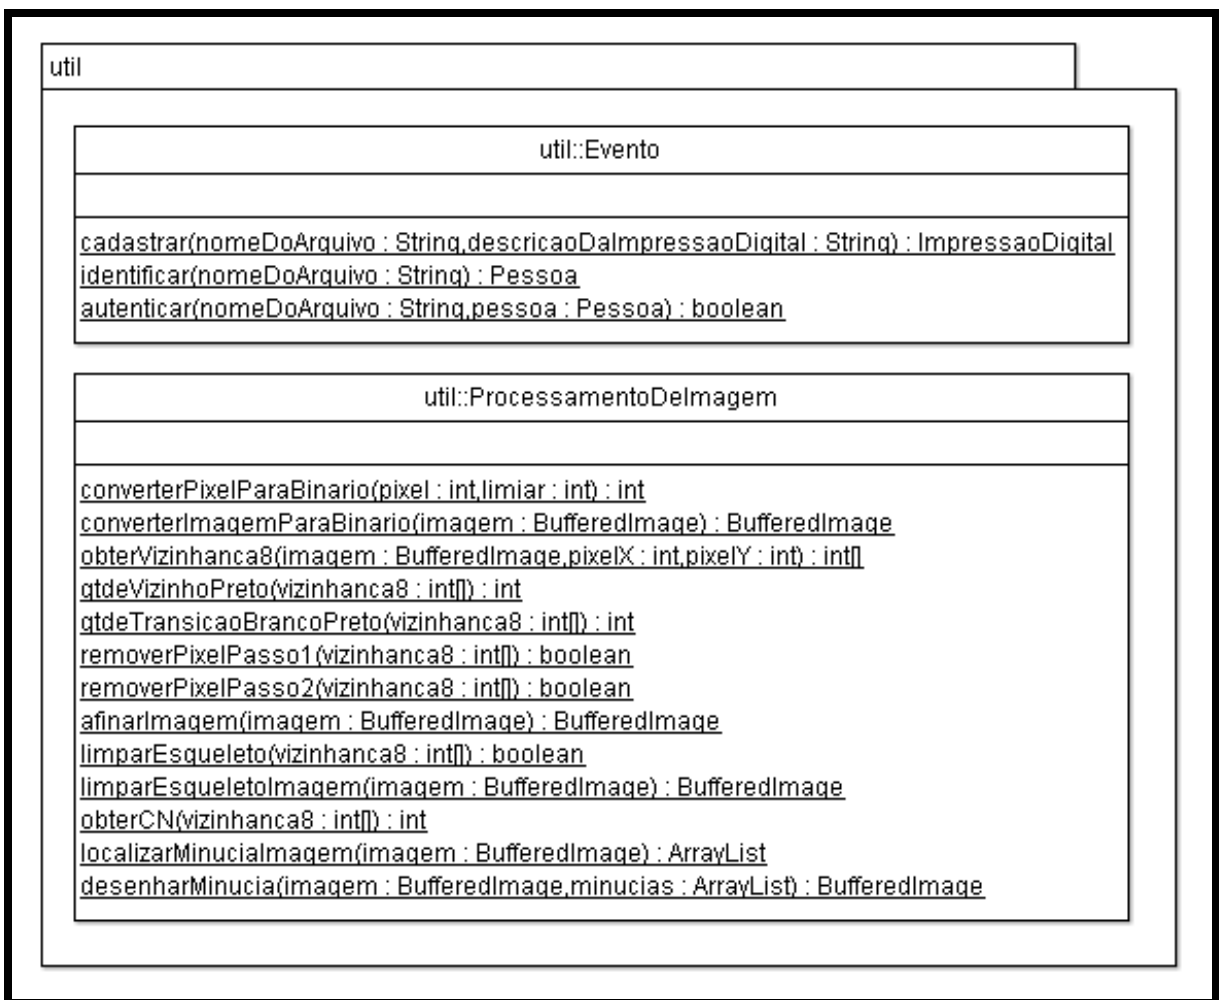 util
util::Evento
cadastrar(nomeDoArquivo : String,descricaoDaImpressaoDigital : String) : ImpressaoDigital
identificar(nomeDoArquivo : String) : Pessoa
autenticar(nomeDoArquivo : String,pessoa : Pessoa) : boolean
util::ProcessamentoDeImagem
converterPixelParaBinario(pixel : int,limiar : int) : int
converterImagemParaBinario(imagem : BufferedImage) : BufferedImage
obterVizinhanca8(imagem : BufferedImage,pixelX : int,pixelY : int) : int[]
qtdeVizinhoPreto(vizinhanca8 : int[]) : int
qtdeTransicaoBrancoPreto(vizinhanca8 : int[]) : int
removerPixelPasso1(vizinhanca8 : int[]) : boolean
removerPixelPasso2(vizinhanca8 : int[]) : boolean
afinarImagem(imagem : BufferedImage) : BufferedImage
limparEsqueleto(vizinhanca8 : int[]) : boolean
limparEsqueletoImagem(imagem : BufferedImage) : BufferedImage
obterCN(vizinhanca8 : int[]) : int
localizarMinuciaImagem(imagem : BufferedImage) : ArrayList
desenharMinucia(imagem : BufferedImage,minucias : ArrayList) : BufferedImage